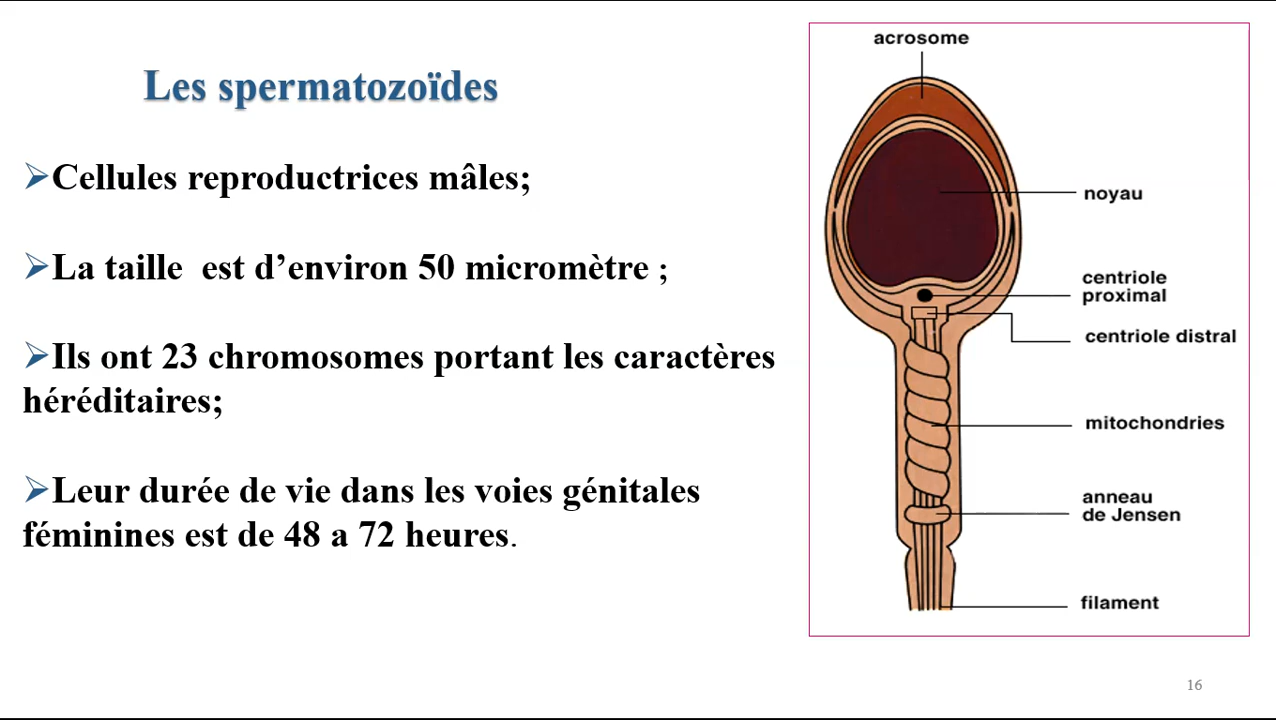 Les spermatozoïdes
➢Cellules reproductrices mâles;
➢La taille est d’environ 50 micromètre ;
➢Ils ont 23 chromosomes portant les caractères
héréditaires;
➢Leur durée de vie dans les voies génitales
féminines est de 48 a 72 heures.
acrosome
noyau
centriole
proximal
centriole distral
mitochondries
anneau
de Jensen
filament
16